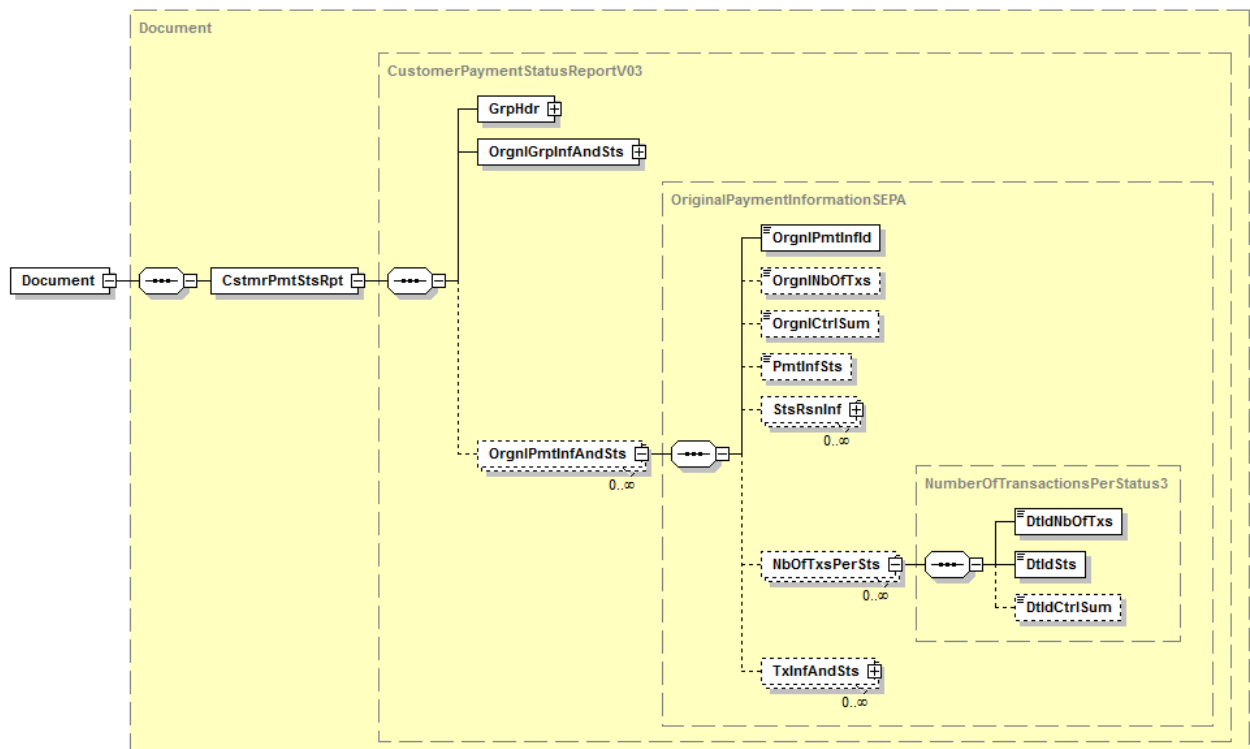 Document
CustomerPaymentStatusReportV03
GrpHdr
OrgnlGrpInfAndSts
OriginalPaymentInformationSEPA
OrgnlPmtInfId
OrgnlNbOfTxs
OrgnlCtrlSum
PmtInfSts
StsRsnInf
0..∞
Document
CstmrPmtStsRpt
OrgnlPmtInfAndSts
0..∞
NumberOfTransactionsPerStatus3
DtldNbOfTxs
NbOfTxsPerSts
0..∞
DtldSts
DtldCtrlSum
TxInfAndSts
0..∞